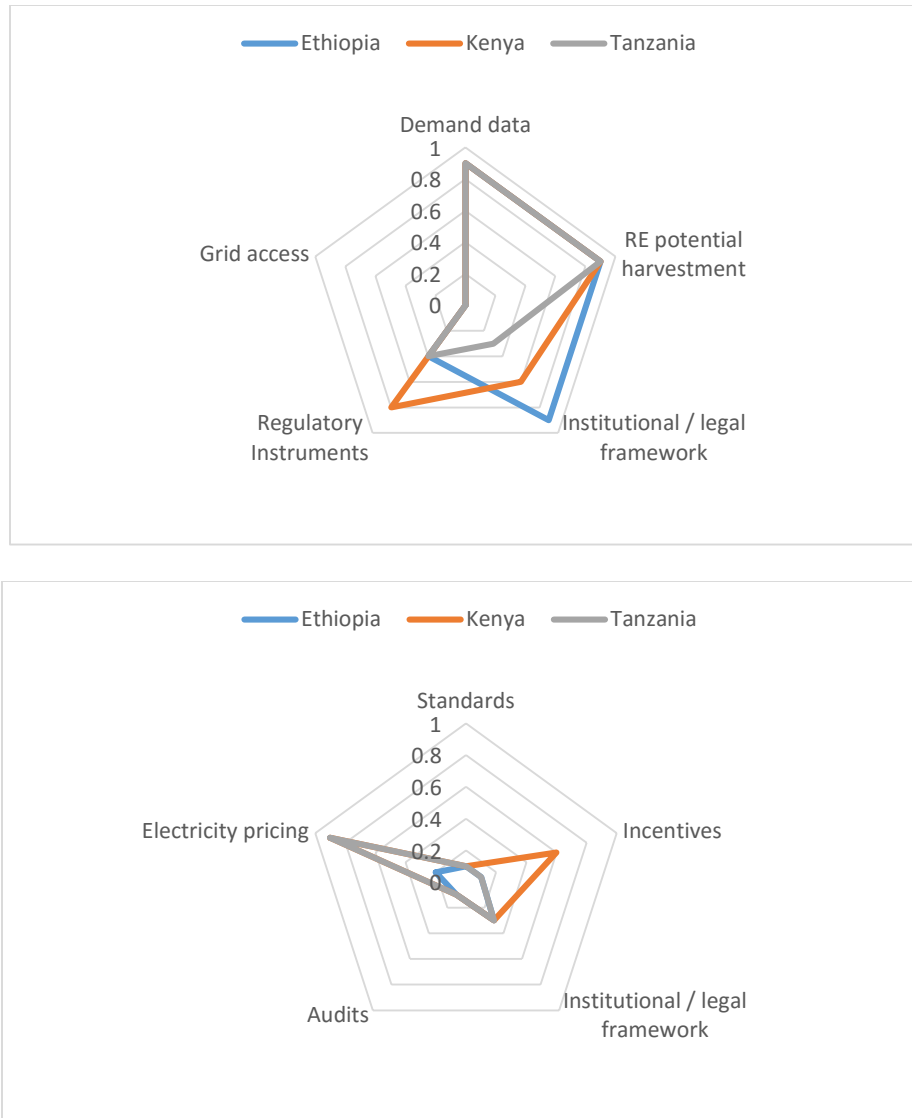 Ethiopia Kenya Tanzania
Demand data
1
0.8
0.6
0.4
0.2
0
Grid access
RE potential
harvestment
Regulatory
Instruments
Institutional / legal
framework
Ethiopia Kenya Tanzania
Standards
1
0.8
0.6
0.4
0.2
0
Electricity pricing
Incentives
Audits
Institutional / legal
framework